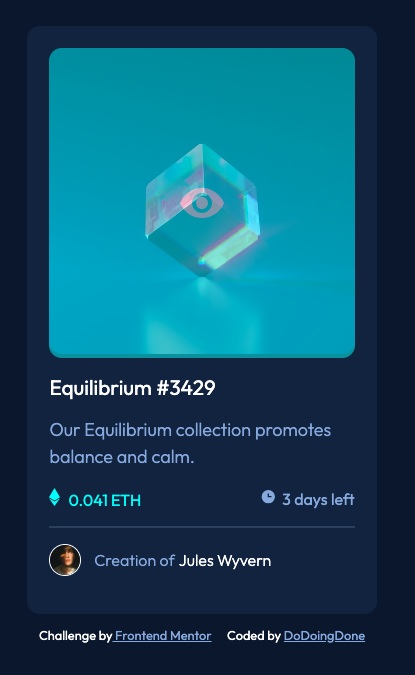 Equilibrium #3429
Our Equilibrium collection promotes
balance and calm.
0.041 ETH 3 days left
Creation of Jules Wyvern
Challenge by Frontend Mentor Coded by DoDoingDone